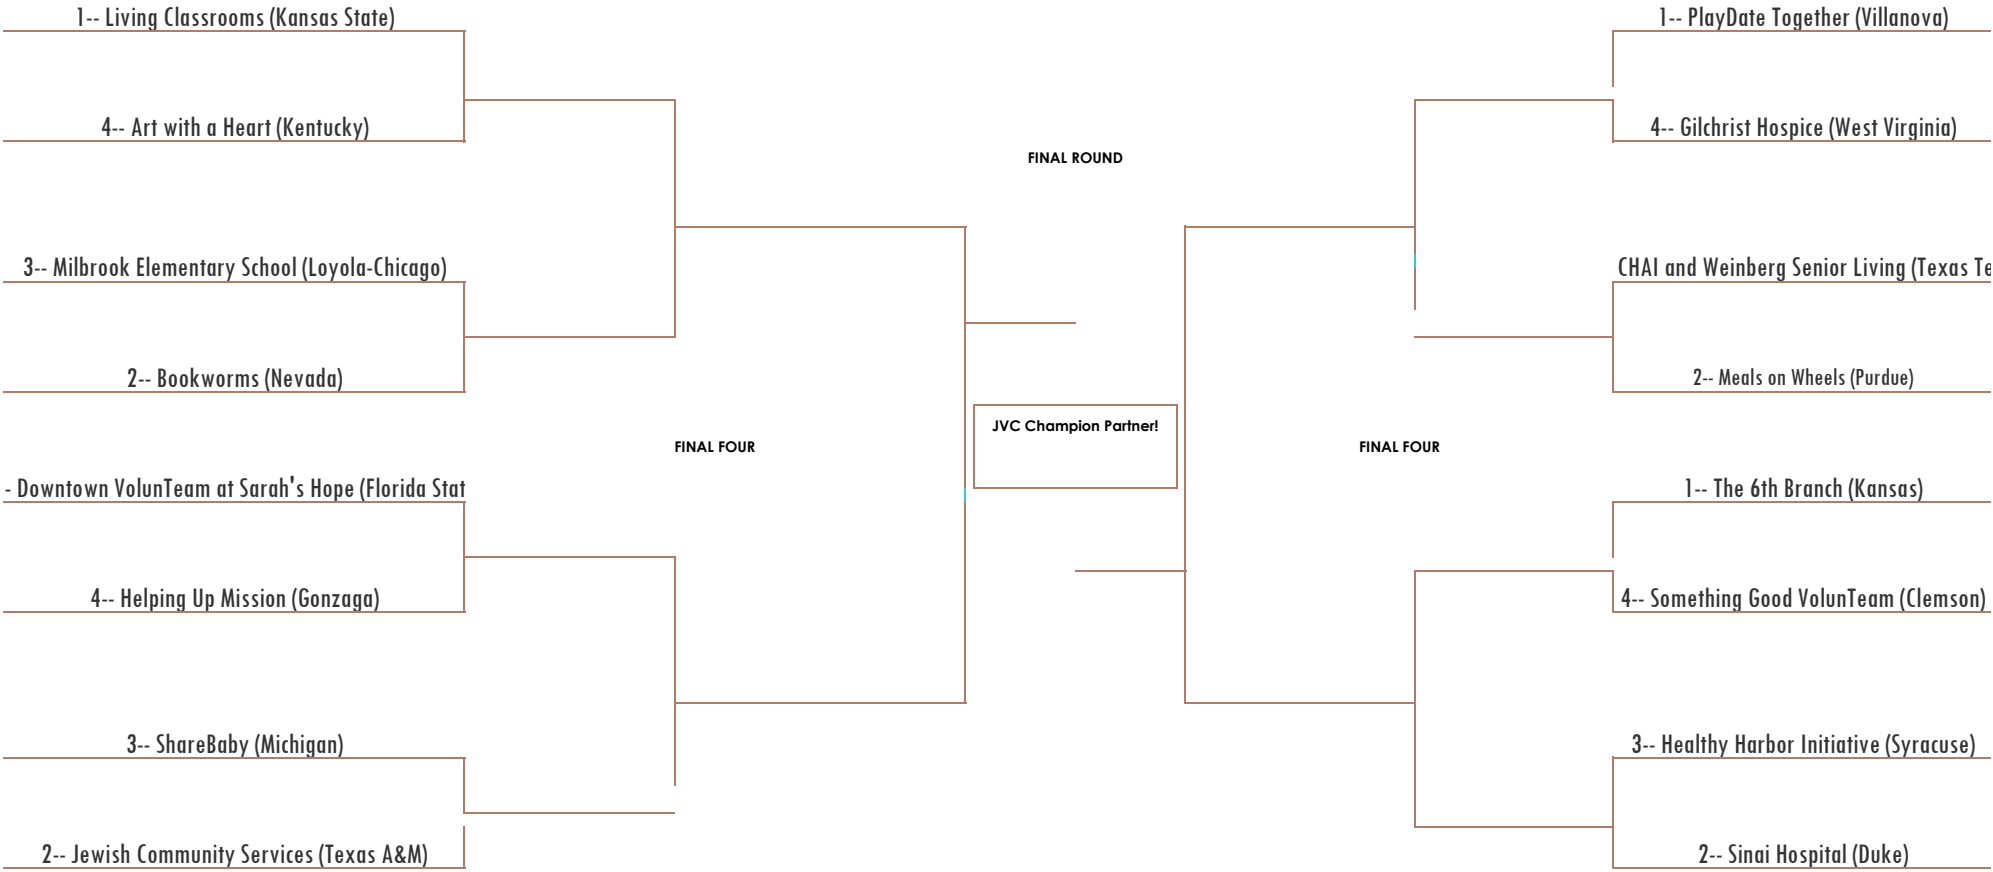 1-- Living Classrooms (Kansas State)
4-- Art with a Heart (Kentucky)
3-- Milbrook Elementary School (Loyola-Chicago)
2-- Bookworms (Nevada)
- Downtown VolunTeam at Sarah's Hope (Florida Stat
4-- Helping Up Mission (Gonzaga)
3-- ShareBaby (Michigan)
2-- Jewish Community Services (Texas A&M)
FINAL FOUR
FINAL ROUND
JVC Champion Partner!
FINAL FOUR
1-- PlayDate Together (Villanova)
4-- Gilchrist Hospice (West Virginia)
CHAI and Weinberg Senior Living (Texas Te
2-- Meals on Wheels (Purdue)
1-- The 6th Branch (Kansas)
4-- Something Good VolunTeam (Clemson)
3-- Healthy Harbor Initiative (Syracuse)
2-- Sinai Hospital (Duke)